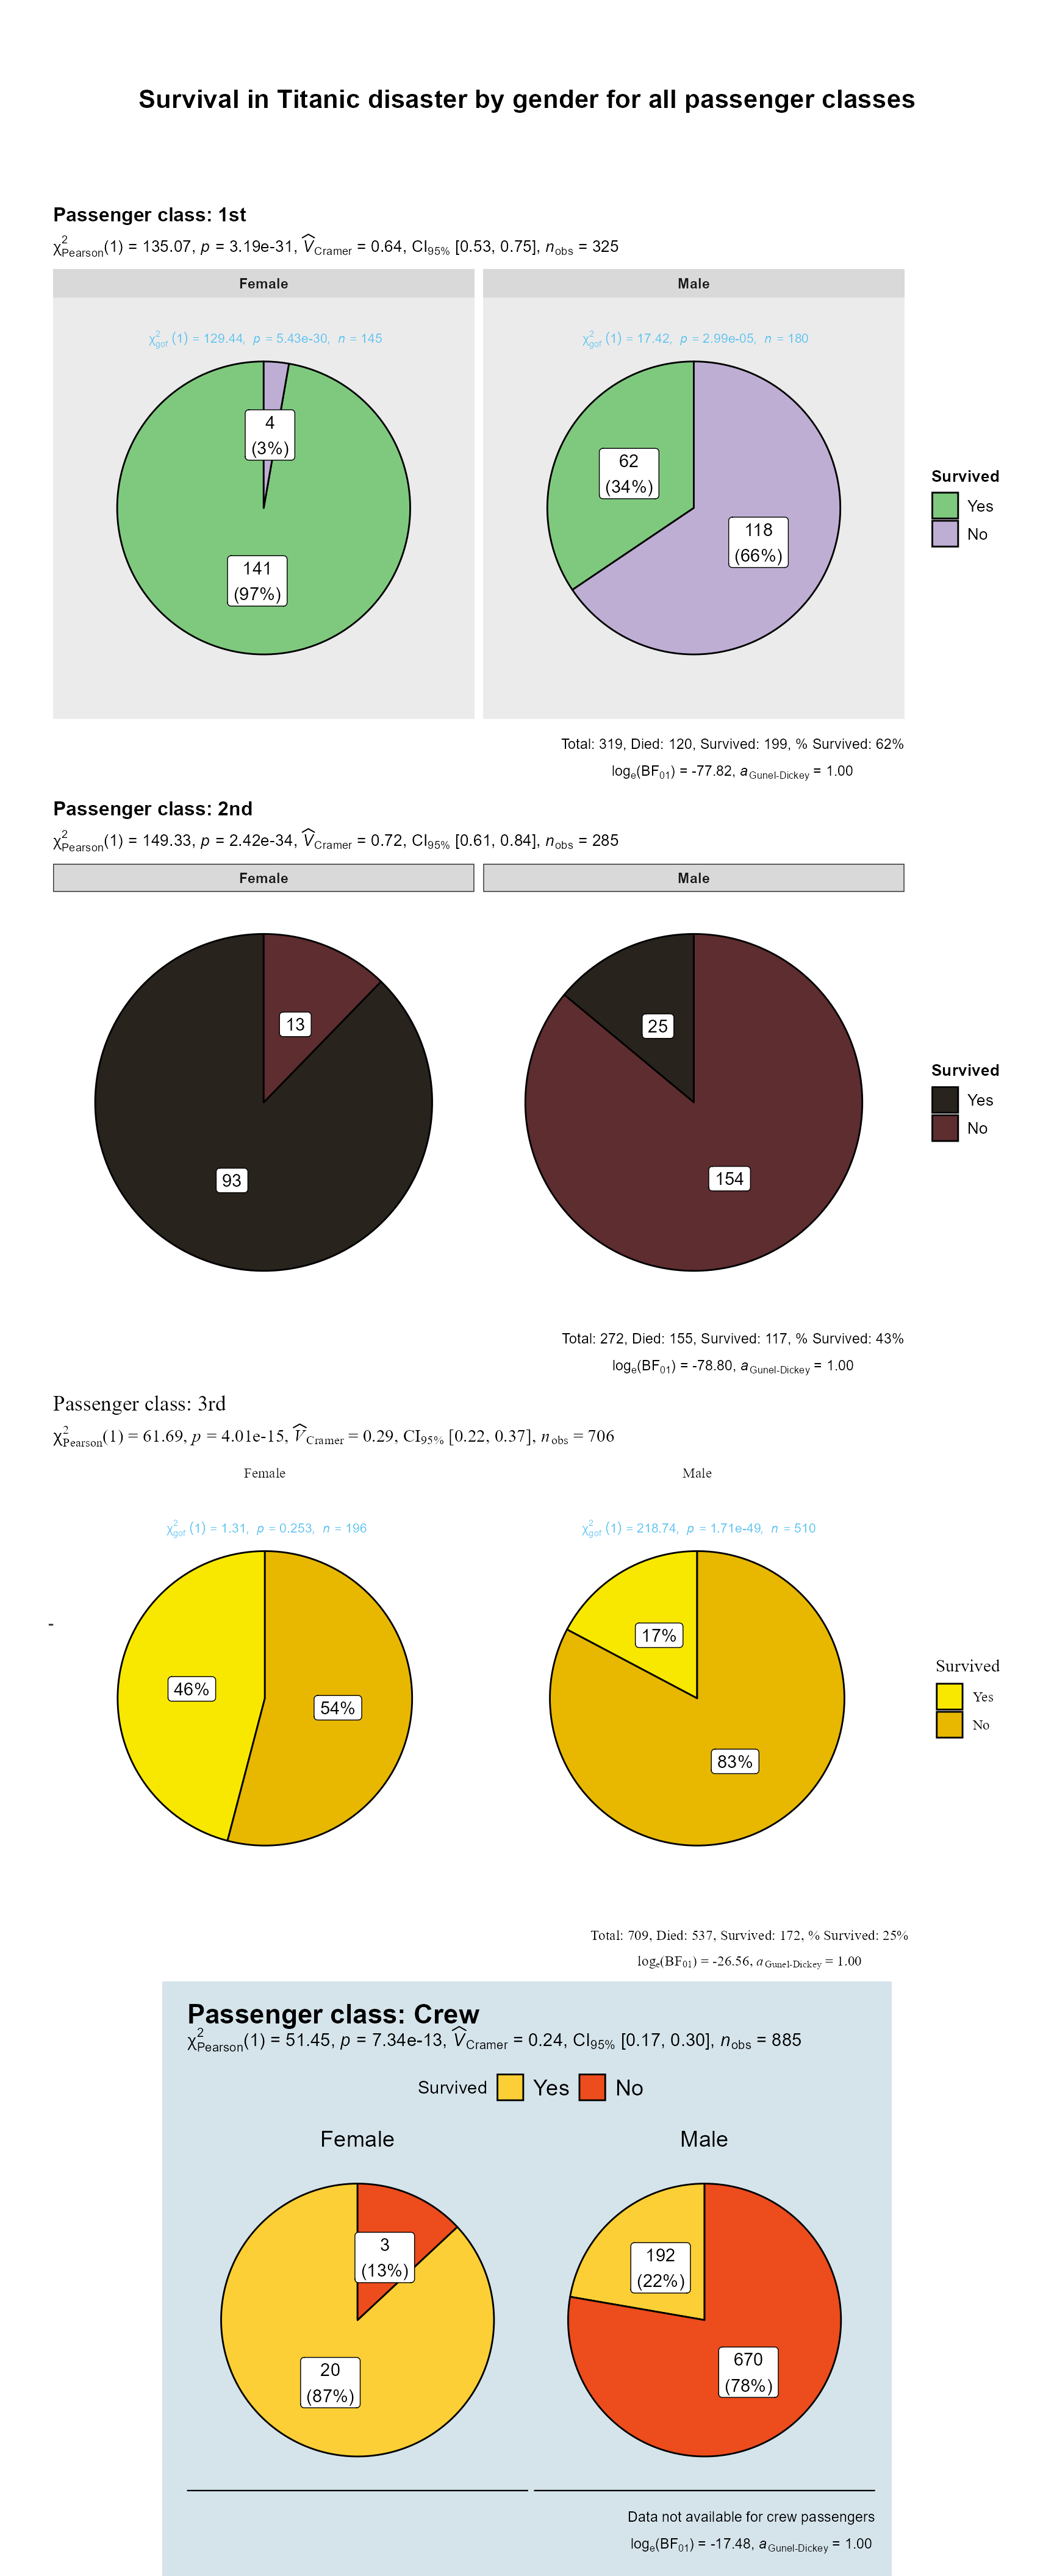 Survival in Titanic disaster by gender for all passenger classes
Passenger class: 1st
χ²Pearson(1) = 135.07, p = 3.19e-31, V̂Cramer = 0.64, CI95% [0.53, 0.75], nobs = 325
Female
Male
χ²gof (1) = 129.44, p = 5.43e-30, n = 145
χ²gof (1) = 17.42, p = 2.99e-05, n = 180
4
(3%)
141
(97%)
62
(34%)
118
(66%)
Survived
Yes
No
Total: 319, Died: 120, Survived: 199, % Survived: 62%
loge(BF01) = -77.82, aGunel-Dickey = 1.00
Passenger class: 2nd
χ²Pearson(1) = 149.33, p = 2.42e-34, V̂Cramer = 0.72, CI95% [0.61, 0.84], nobs = 285
Female
Male
13
93
25
154
Survived
Yes
No
Total: 272, Died: 155, Survived: 117, % Survived: 43%
loge(BF01) = -78.80, aGunel-Dickey = 1.00
Passenger class: 3rd
χ²Pearson(1) = 61.69, p = 4.01e-15, V̂Cramer = 0.29, CI95% [0.22, 0.37], nobs = 706
Female
Male
χ²gof (1) = 1.31, p = 0.253, n = 196
χ²gof (1) = 218.74, p = 1.71e-49, n = 510
46%
54%
17%
83%
-
Survived
Yes
No
Total: 709, Died: 537, Survived: 172, % Survived: 25%
loge(BF01) = -26.56, aGunel-Dickey = 1.00
Passenger class: Crew
χ²Pearson(1) = 51.45, p = 7.34e-13, V̂Cramer = 0.24, CI95% [0.17, 0.30], nobs = 885
Survived Yes No
Female
Male
3
(13%)
20
(87%)
192
(22%)
670
(78%)
Data not available for crew passengers
loge(BF01) = -17.48, aGunel-Dickey = 1.00